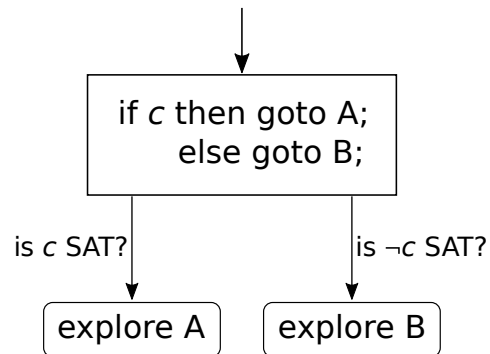 if c then goto A;
else goto B;
is c SAT?
is ¬c SAT?
explore A
explore B